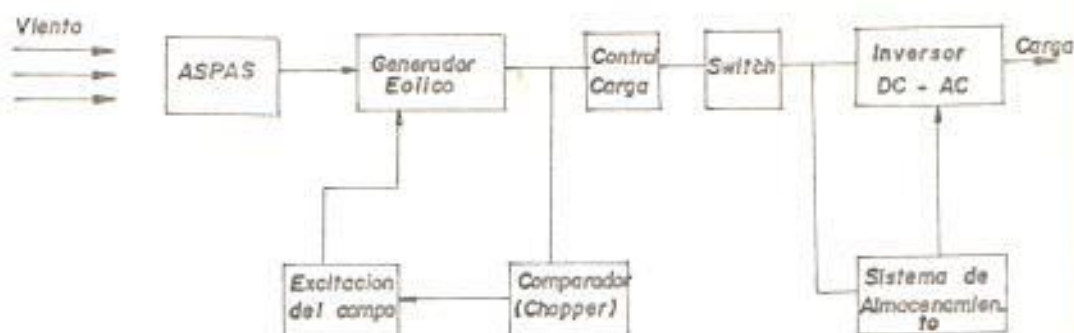 Viento
ASPAS
Generador
Eolico
Control
Carga
Switch
Inversor
DC - AC
Carga
Excitacion
del campo
Comparador
(Chopper)
Sistema de
Almacenamien-
to